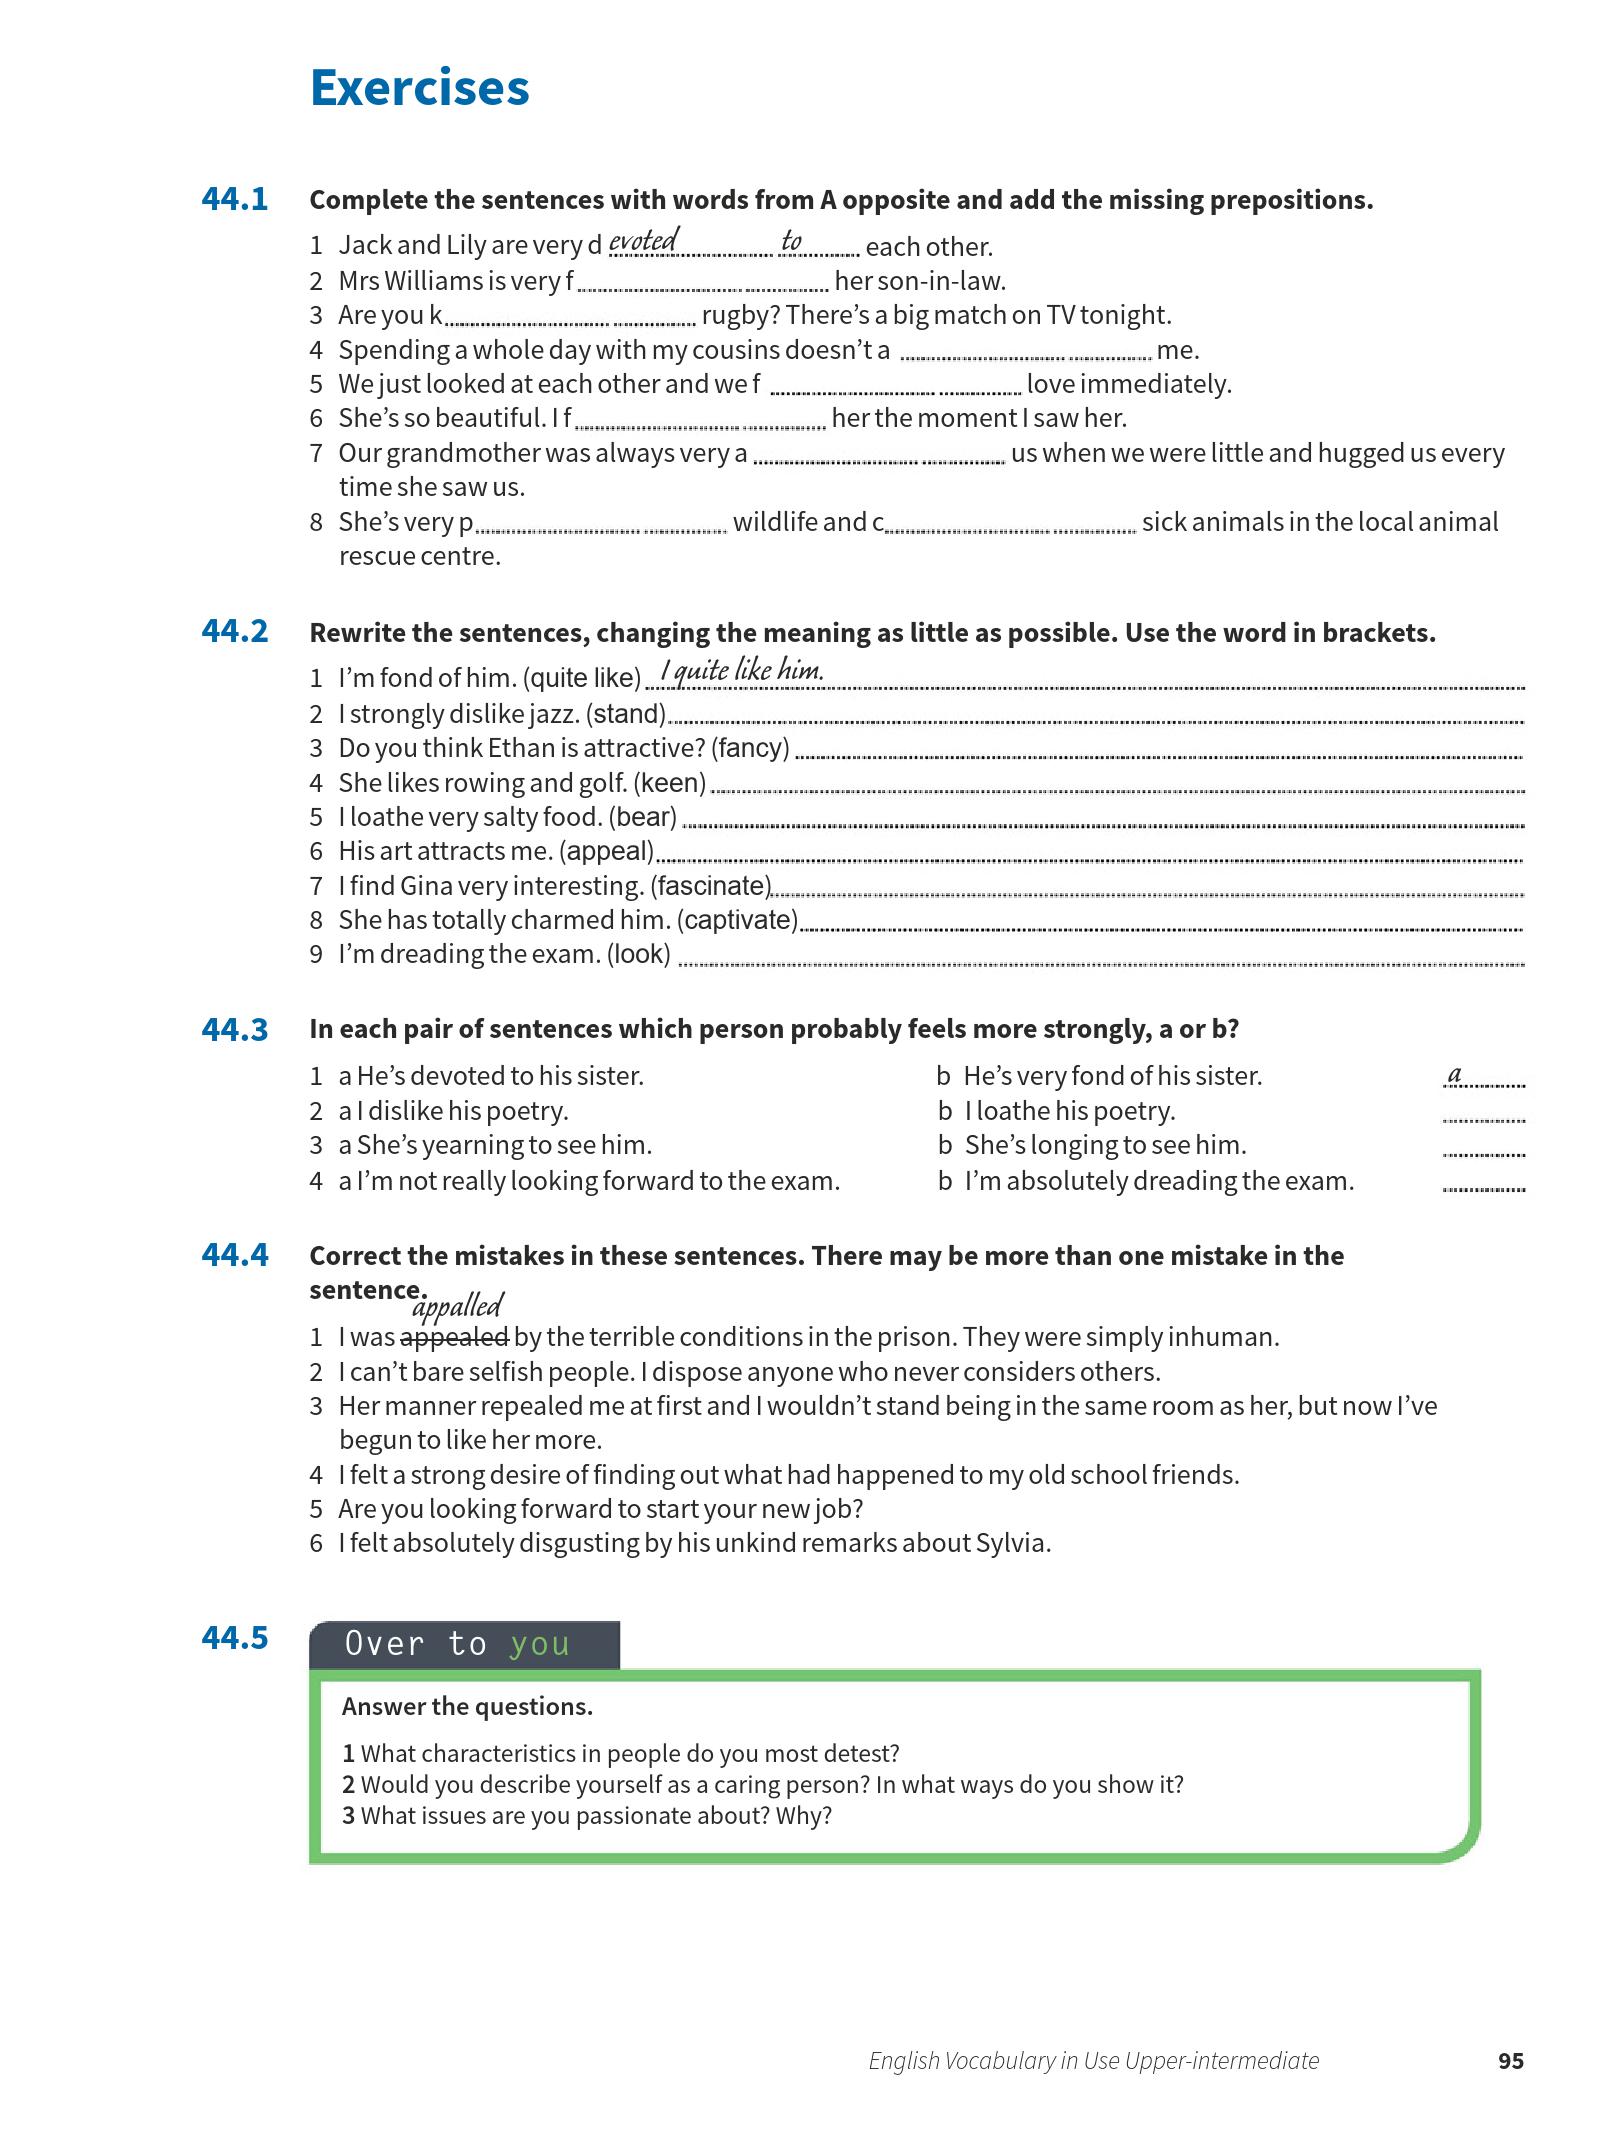 Exercises
44.1 Complete the sentences with words from A opposite and add the missing prepositions.
1 Jack and Lily are very d evoted to each other.
2 Mrs Williams is very f her son-in-law.
3 Are you k rugby? There's a big match on TV tonight.
4 Spending a whole day with my cousins doesn't a me.
5 We just looked at each other and we f love immediately.
6 She's so beautiful. I f her the moment I saw her.
7 Our grandmother was always very a us when we were little and hugged us every
time she saw us.
8 She's very p wildlife and c sick animals in the local animal
rescue centre.
44.2 Rewrite the sentences, changing the meaning as little as possible. Use the word in brackets.
1 I'm fond of him. (quite like) I quite like him.
2 I strongly dislike jazz. (stand)
3 Do you think Ethan is attractive? (fancy)
4 She likes rowing and golf. (keen)
5 I loathe very salty food. (bear)
6 His art attracts me. (appeal)
7 I find Gina very interesting. (fascinate)
8 She has totally charmed him. (captivate)
9 I'm dreading the exam. (look)
44.3 In each pair of sentences which person probably feels more strongly, a or b?
1 a He's devoted to his sister. b He's very fond of his sister. a
2 a I dislike his poetry. b I loathe his poetry.
3 a She's yearning to see him. b She's longing to see him.
4 a I'm not really looking forward to the exam. b I'm absolutely dreading the exam.
44.4 Correct the mistakes in these sentences. There may be more than one mistake in the
sentence.
appalled
1 I was appealed by the terrible conditions in the prison. They were simply inhuman.
2 I can't bare selfish people. I dispose anyone who never considers others.
3 Her manner repealed me at first and I wouldn't stand being in the same room as her, but now I've
begun to like her more.
4 I felt a strong desire of finding out what had happened to my old school friends.
5 Are you looking forward to start your new job?
6 I felt absolutely disgusting by his unkind remarks about Sylvia.
44.5 Over to you
Answer the questions.
1 What characteristics in people do you most detest?
2 Would you describe yourself as a caring person? In what ways do you show it?
3 What issues are you passionate about? Why?
English Vocabulary in Use Upper-intermediate 95